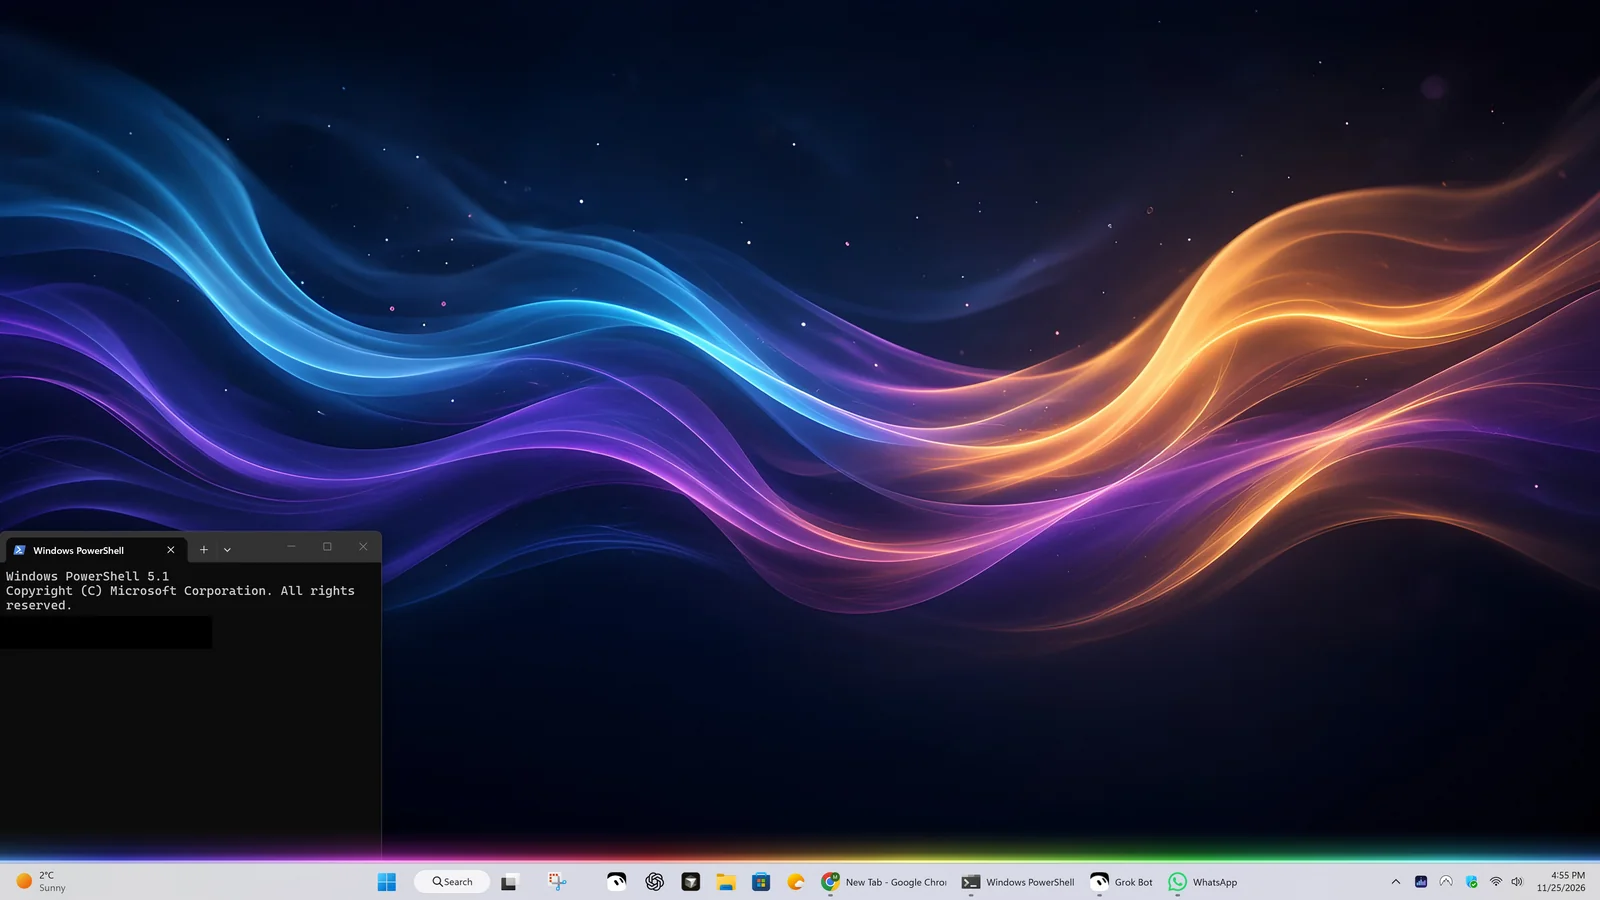 Windows PowerShell
Windows PowerShell 5.1
Copyright (C) Microsoft Corporation. All rights
reserved.
2°C
Sunny
Search
New Tab - Google Chro
Windows PowerShell
Grok Bot
WhatsApp
4:55 PM
11/25/2026